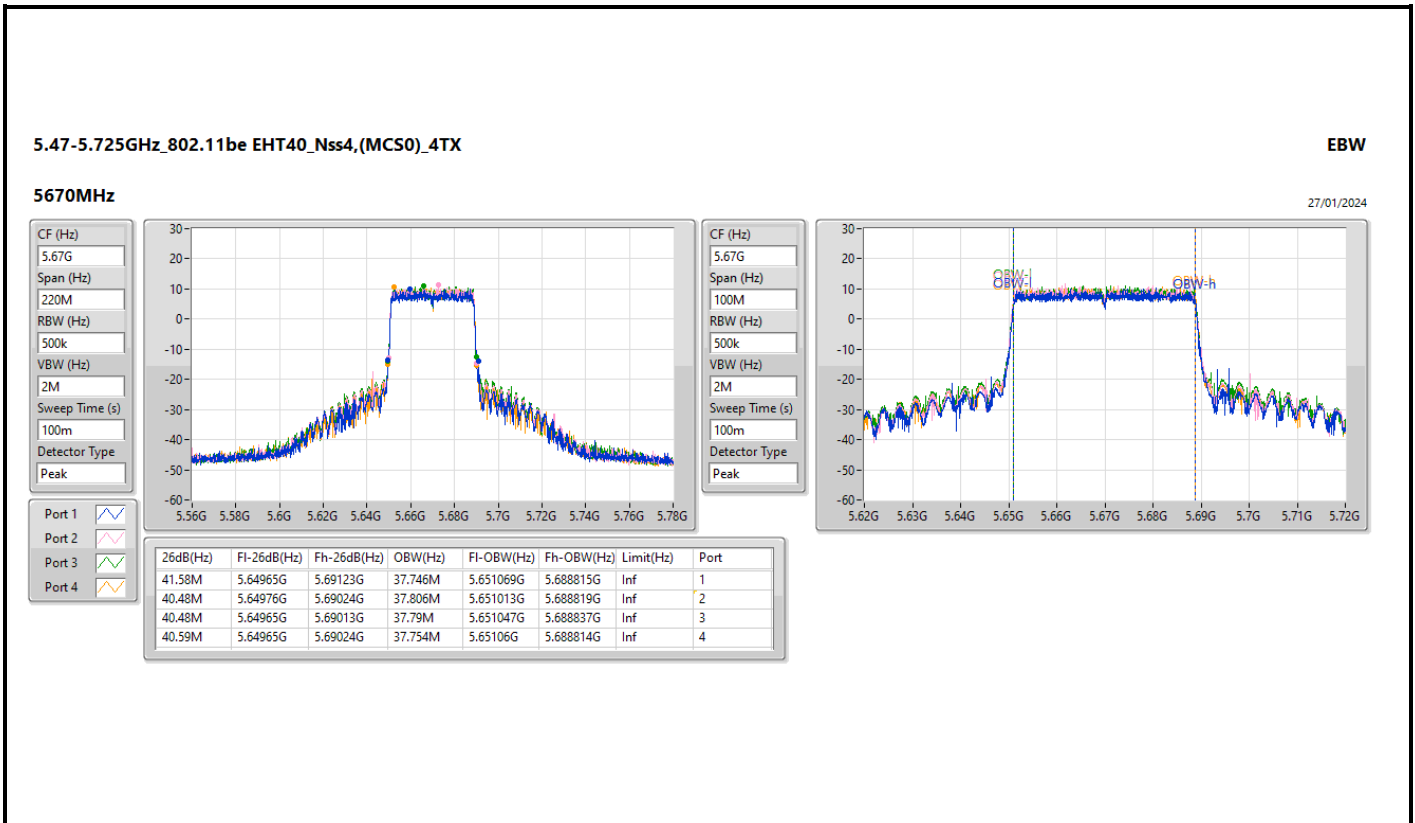 5.47-5.725GHz_802.11be EHT40_Nss4,(MCS0)_4TX EBW
5670MHz
27/01/2024
CF (Hz)
5.67G
Span (Hz)
220M
RBW (Hz)
500k
VBW (Hz)
2M
Sweep Time (s)
100m
Detector Type
Peak
Port 1
Port 2
Port 3
Port 4
30
20
10
0
-10
-20
-30
-40
-50
-60
5.56G 5.58G 5.6G 5.62G 5.64G 5.66G 5.68G 5.7G 5.72G 5.74G 5.76G 5.78G
CF (Hz)
5.67G
Span (Hz)
100M
RBW (Hz)
500k
VBW (Hz)
2M
Sweep Time (s)
100m
Detector Type
Peak
30
20
10
0
-10
-20
-30
-40
-50
-60
OBW-l
OBW-l OBW-h
5.62G 5.63G 5.64G 5.65G 5.66G 5.67G 5.68G 5.69G 5.7G 5.71G 5.72G
26dB(Hz) Fl-26dB(Hz) Fh-26dB(Hz) OBW(Hz) Fl-OBW(Hz) Fh-OBW(Hz) Limit(Hz) Port
41.58M 5.64965G 5.69123G 37.746M 5.651069G 5.688815G Inf 1
40.48M 5.64976G 5.69024G 37.806M 5.651013G 5.688819G Inf 2
40.48M 5.64965G 5.69013G 37.79M 5.651047G 5.688837G Inf 3
40.59M 5.64965G 5.69024G 37.754M 5.65106G 5.688814G Inf 4